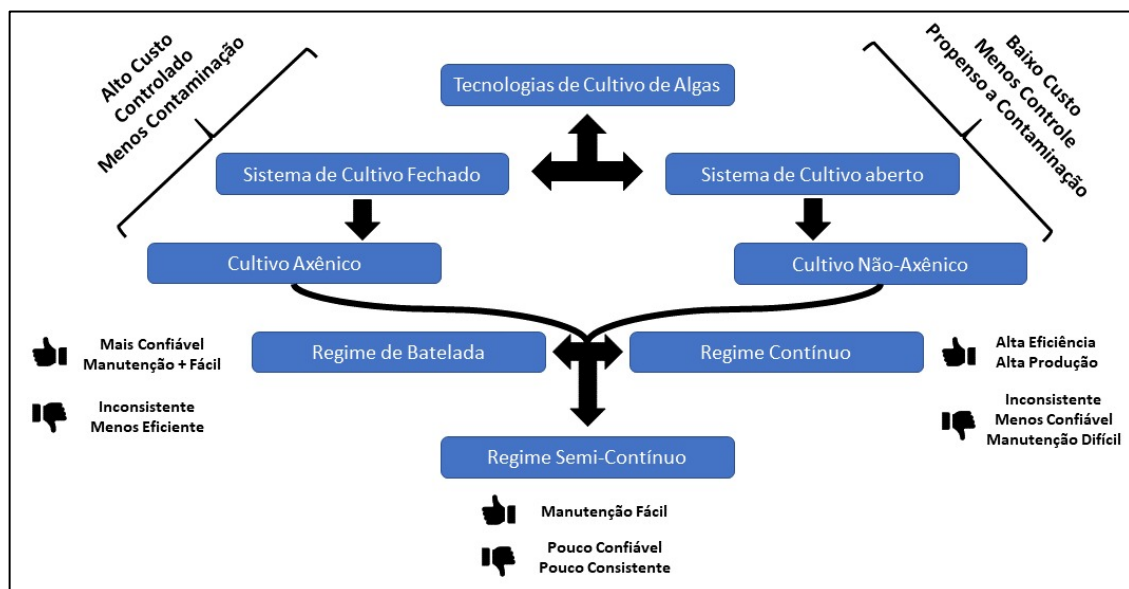 Alto Custo
Controlado
Menos Contaminação
Baixo Custo
Menos Controle
Propenso a Contaminação
Tecnologias de Cultivo de Algas
Sistema de Cultivo Fechado
Sistema de Cultivo aberto
Cultivo Axênico
Cultivo Não-Axênico
Mais Confiável
Manutenção + Fácil
Regime de Batelada
Regime Contínuo
Alta Eficiência
Alta Produção
Inconsistente
Menos Eficiente
Inconsistente
Menos Confiável
Manutenção Difícil
Regime Semi-Contínuo
Manutenção Fácil
Pouco Confiável
Pouco Consistente